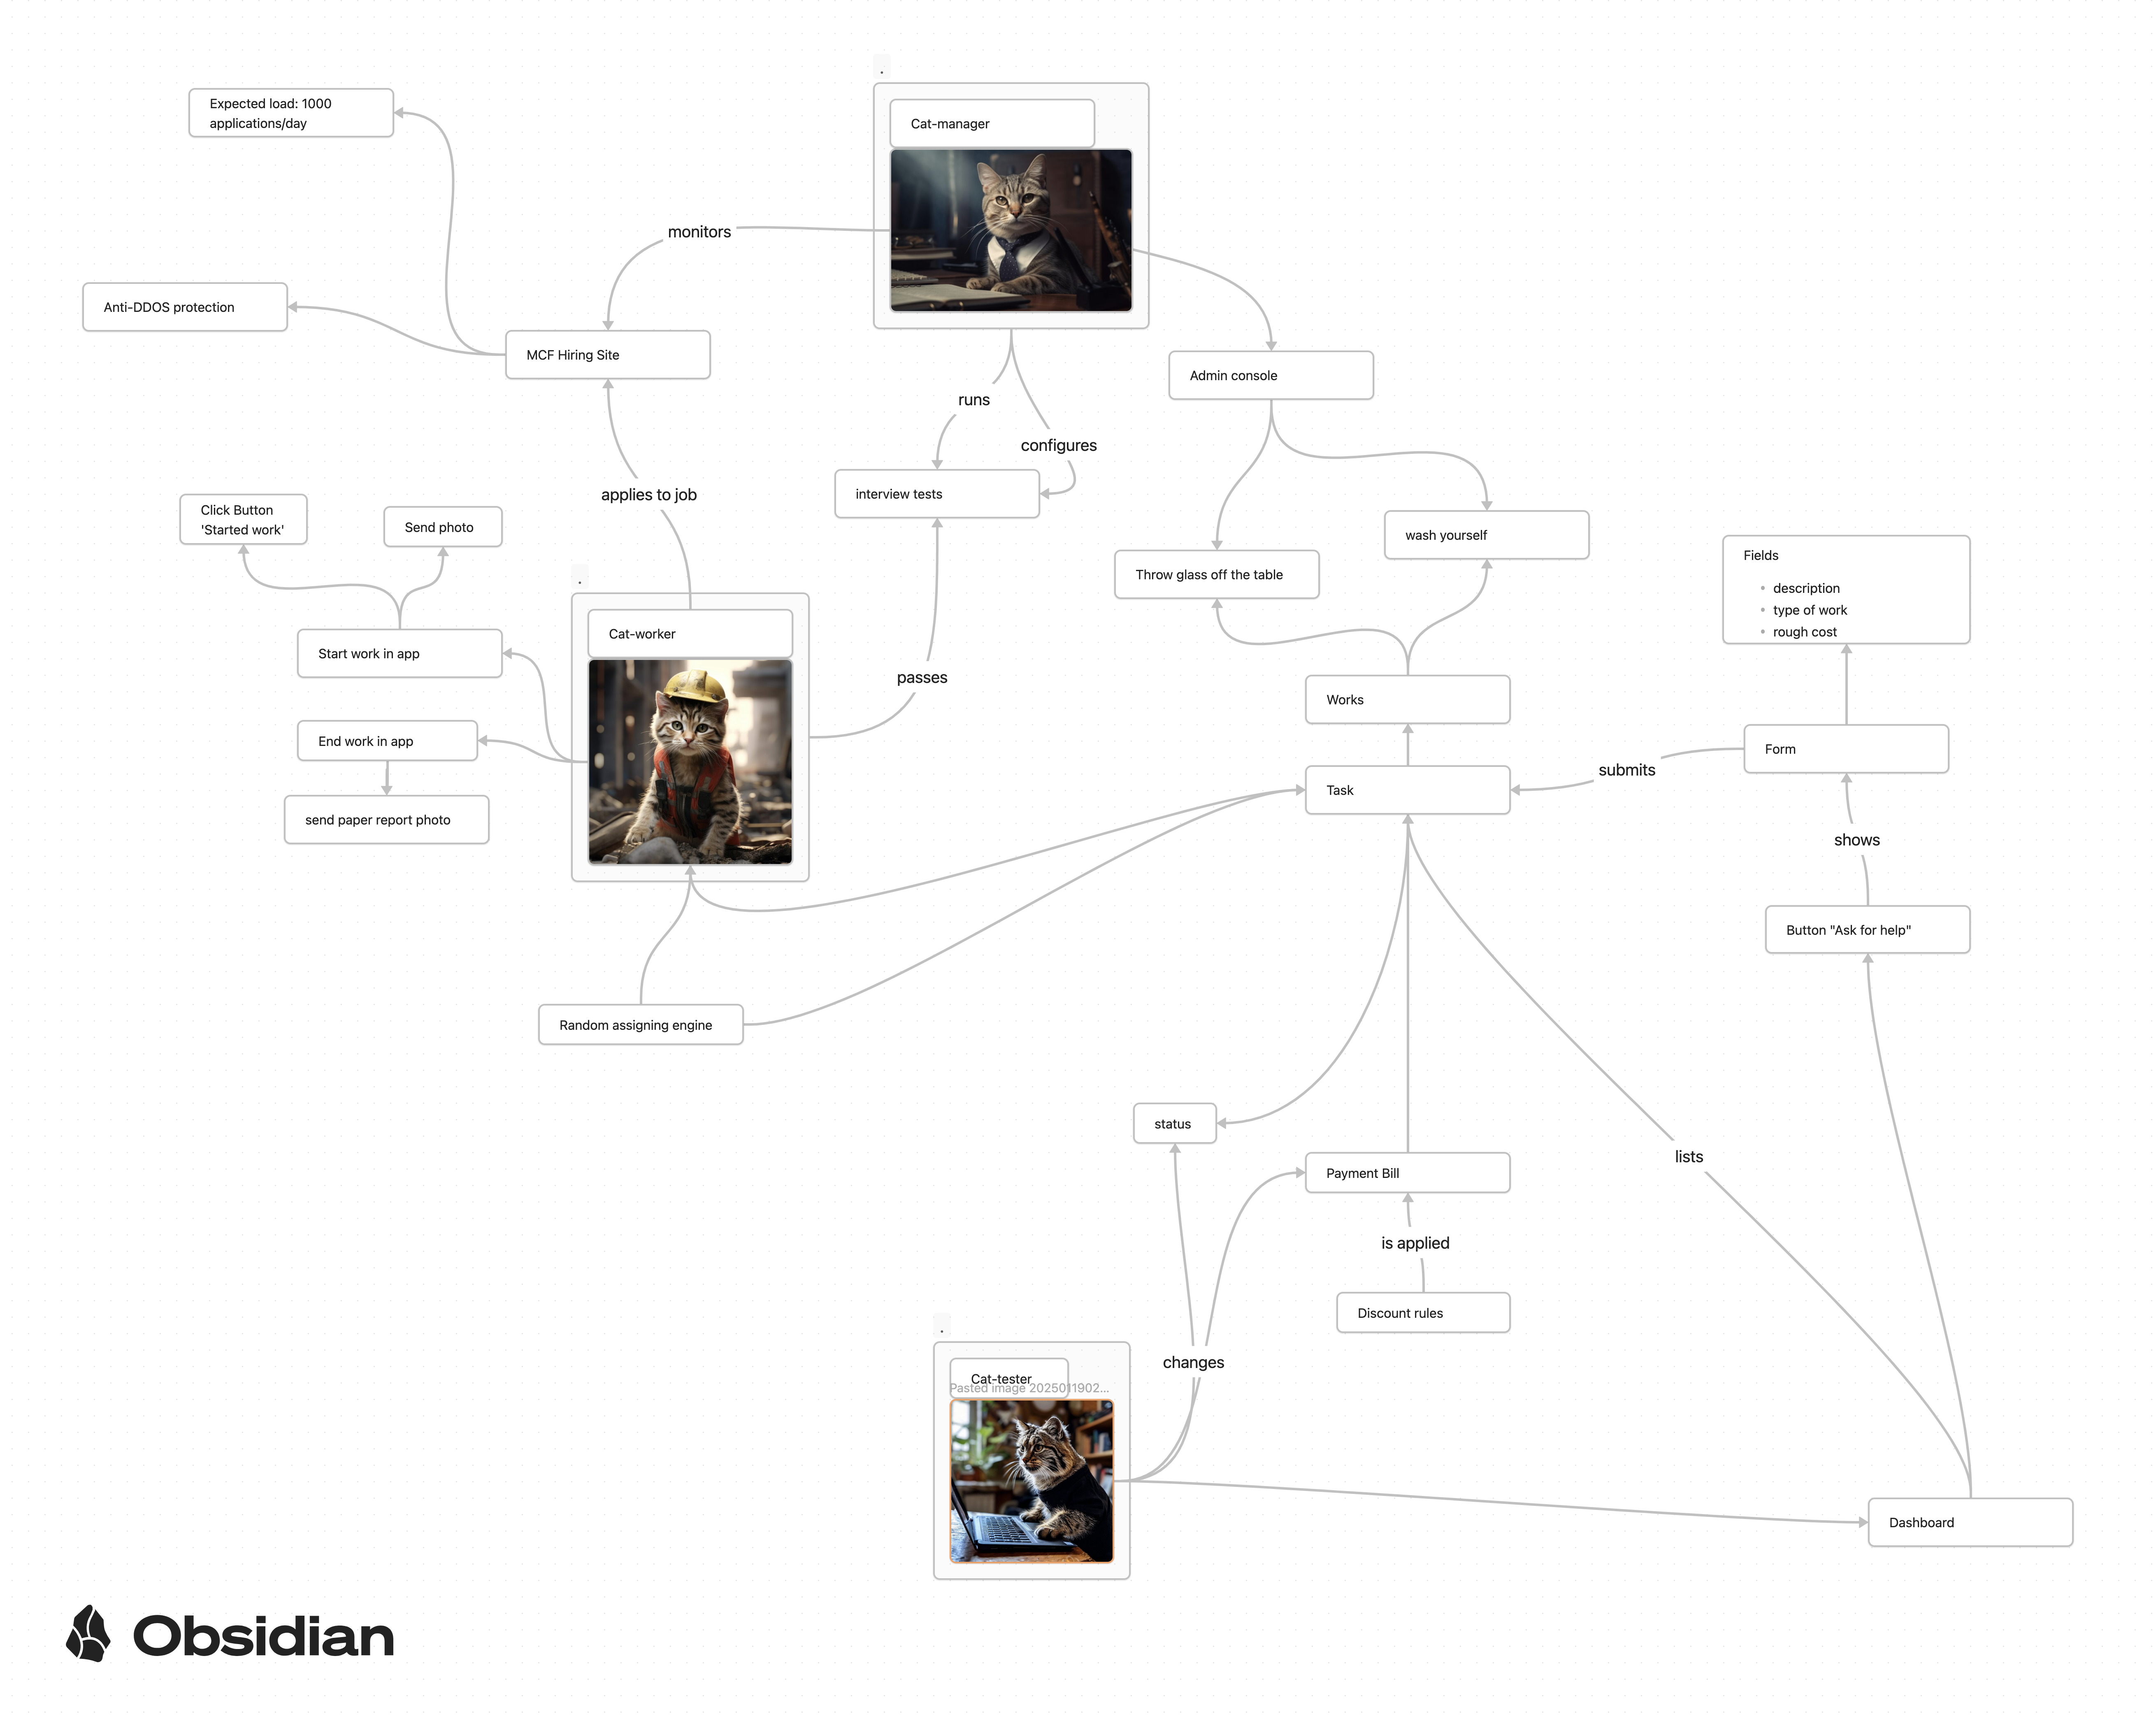 .
Expected load: 1000
applications/day
Cat-manager
monitors
Anti-DDOS protection
MCF Hiring Site
Admin console
runs
configures
interview tests
applies to job
Click Button
'Started work'
Send photo
wash yourself
Throw glass off the table
Fields
• description
• type of work
• rough cost
.
Cat-worker
Start work in app
passes
Works
End work in app
Form
submits
Task
send paper report photo
shows
Button "Ask for help"
Random assigning engine
status
lists
Payment Bill
is applied
Discount rules
.
changes
Cat-tester
Pasted image 2025011902...
Dashboard
Obsidian